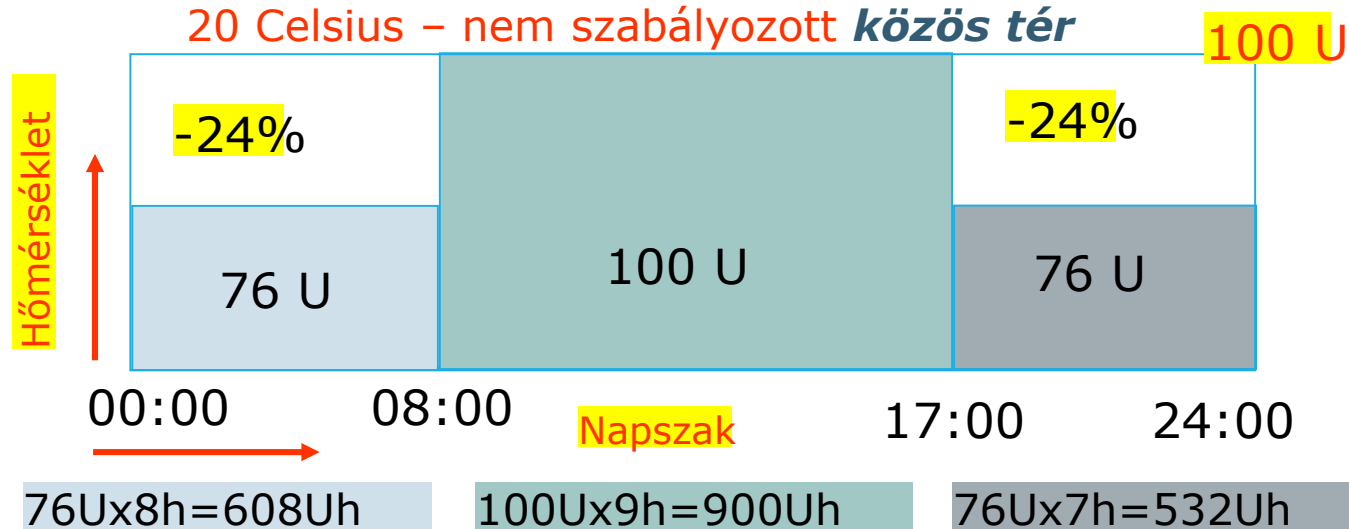 20 Celsius – nem szabályozott közös tér
100 U
Hőmérséklet
-24%
-24%
76 U
100 U
76 U
00:00
08:00
Napszak
17:00
24:00
76Ux8h=608Uh
100Ux9h=900Uh
76Ux7h=532Uh